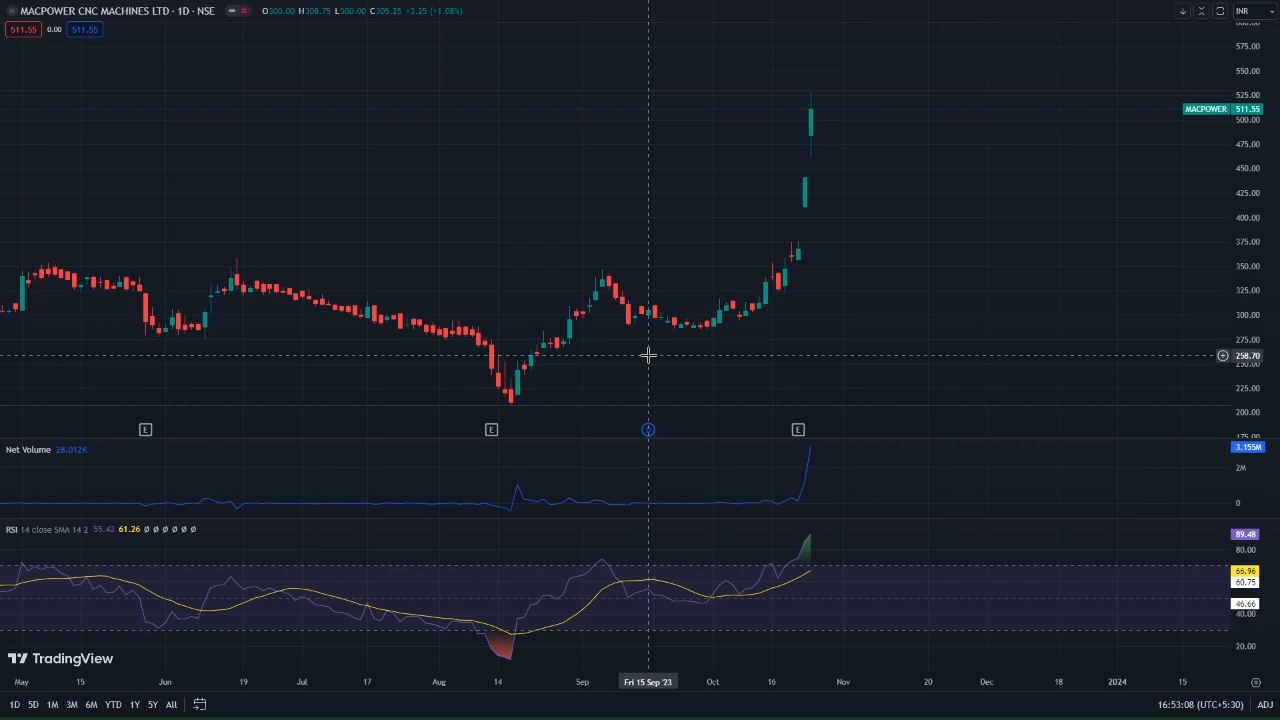 MACPOWER CNC MACHINES LTD · 1D · NSE O300.00 H308.75 L300.00 C305.25 +3.25 (+1.08%) INR
511.55 0.00 511.55
575.00
550.00
525.00
MACPOWER 511.55
500.00
475.00
450.00
425.00
400.00
375.00
350.00
325.00
300.00
275.00
258.70
250.00
225.00
200.00
E E E
175.00
Net Volume 28.012K 3.155M
2M
0
RSI 14 close SMA 14 2 55.42 61.26 Ø Ø Ø Ø Ø Ø 89.48
80.00
66.96
60.75
46.66
40.00
20.00
TradingView
May 15 Jun 19 Jul 17 Aug 14 Sep Fri 15 Sep '23 Oct 16 Nov 20 Dec 18 2024 15
1D 5D 1M 3M 6M YTD 1Y 5Y All 16:53:08 (UTC+5:30) ADJ